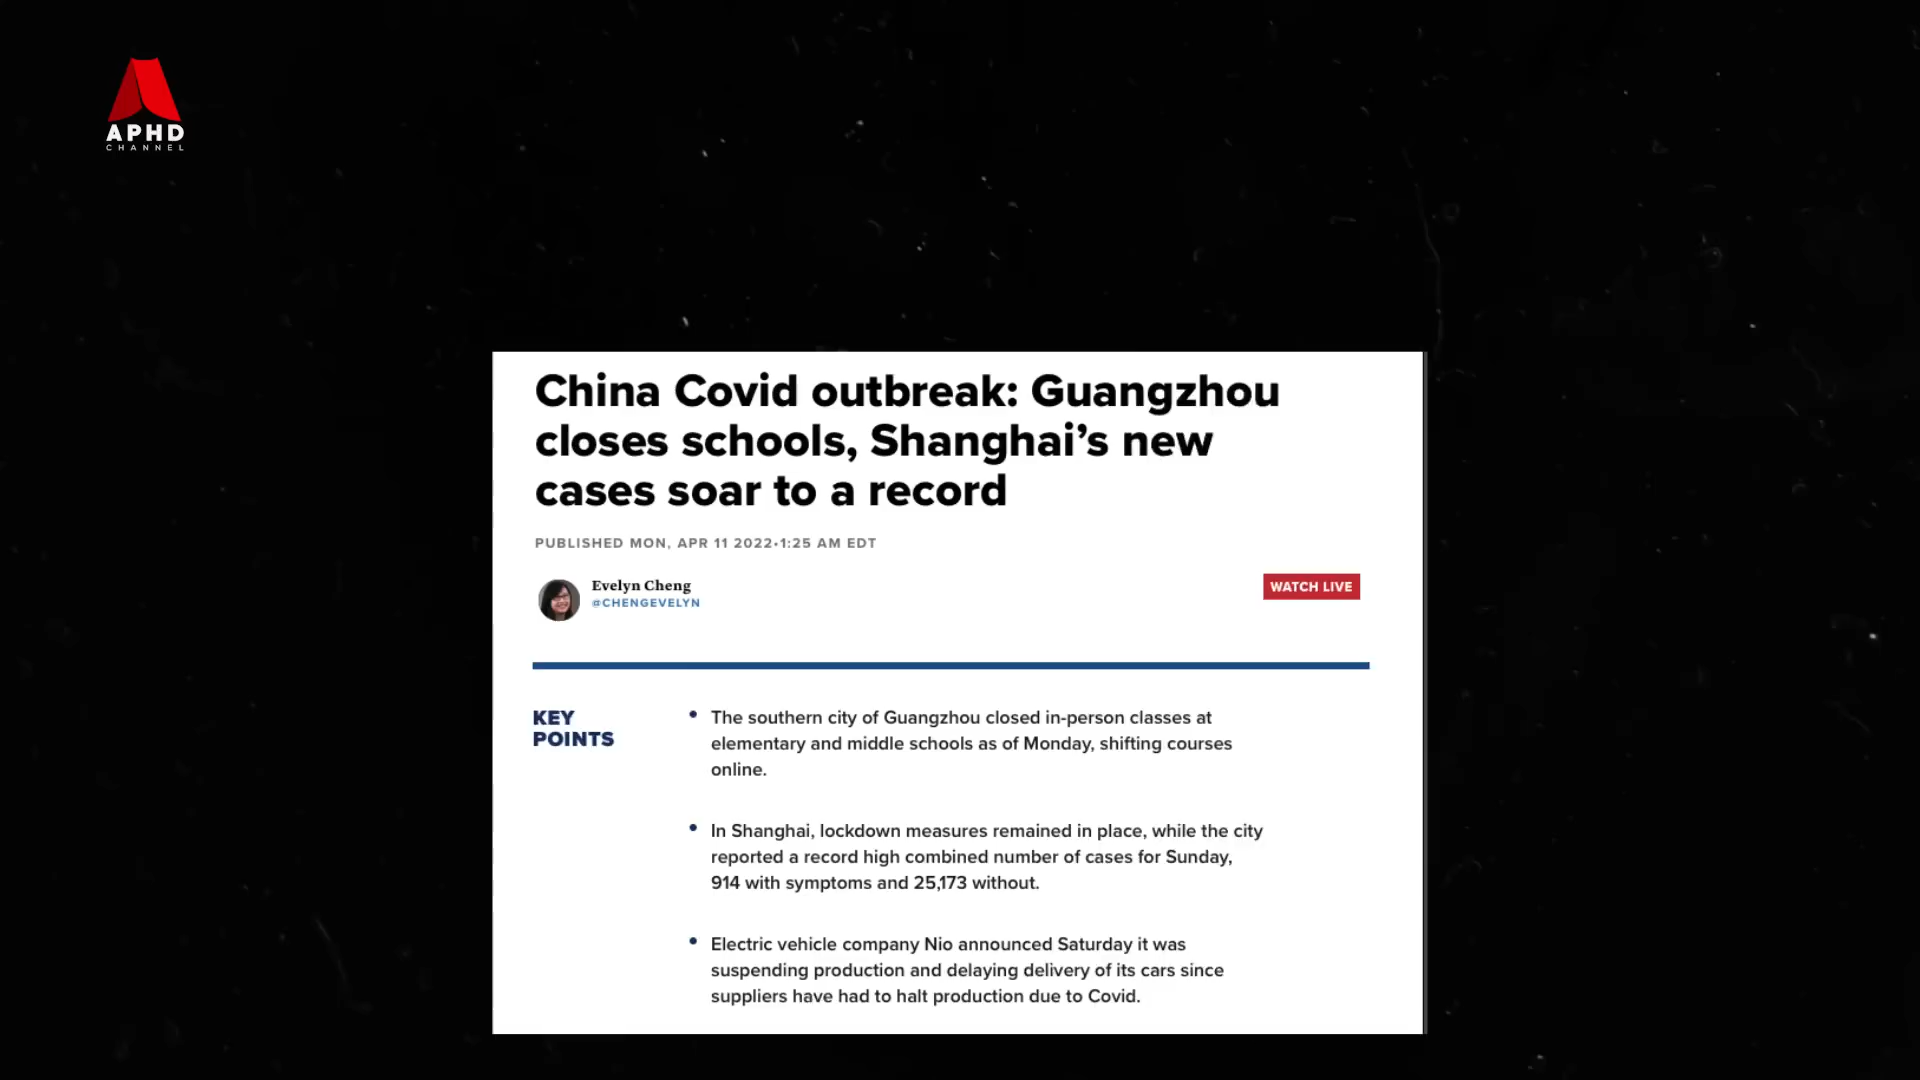 APHD
CHANNEL
China Covid outbreak: Guangzhou
closes schools, Shanghai’s new
cases soar to a record
PUBLISHED MON, APR 11 2022•1:25 AM EDT
Evelyn Cheng
@CHENGEVELYN
WATCH LIVE
KEY
POINTS
• The southern city of Guangzhou closed in-person classes at
elementary and middle schools as of Monday, shifting courses
online.
• In Shanghai, lockdown measures remained in place, while the city
reported a record high combined number of cases for Sunday,
914 with symptoms and 25,173 without.
• Electric vehicle company Nio announced Saturday it was
suspending production and delaying delivery of its cars since
suppliers have had to halt production due to Covid.